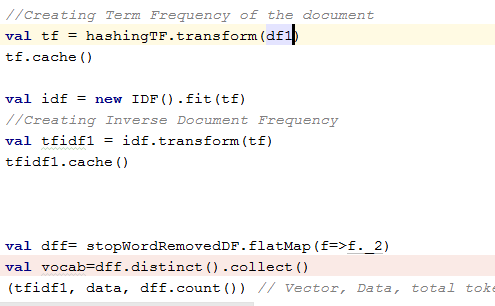 //Creating Term Frequency of the document
val tf = hashingTF.transform(df1)
tf.cache()
val idf = new IDF().fit(tf)
//Creating Inverse Document Frequency
val tfidf1 = idf.transform(tf)
tfidf1.cache()
val dff= stopWordRemovedDF.flatMap(f=>f._2)
val vocab=dff.distinct().collect()
(tfidf1, data, dff.count()) // Vector, Data, total